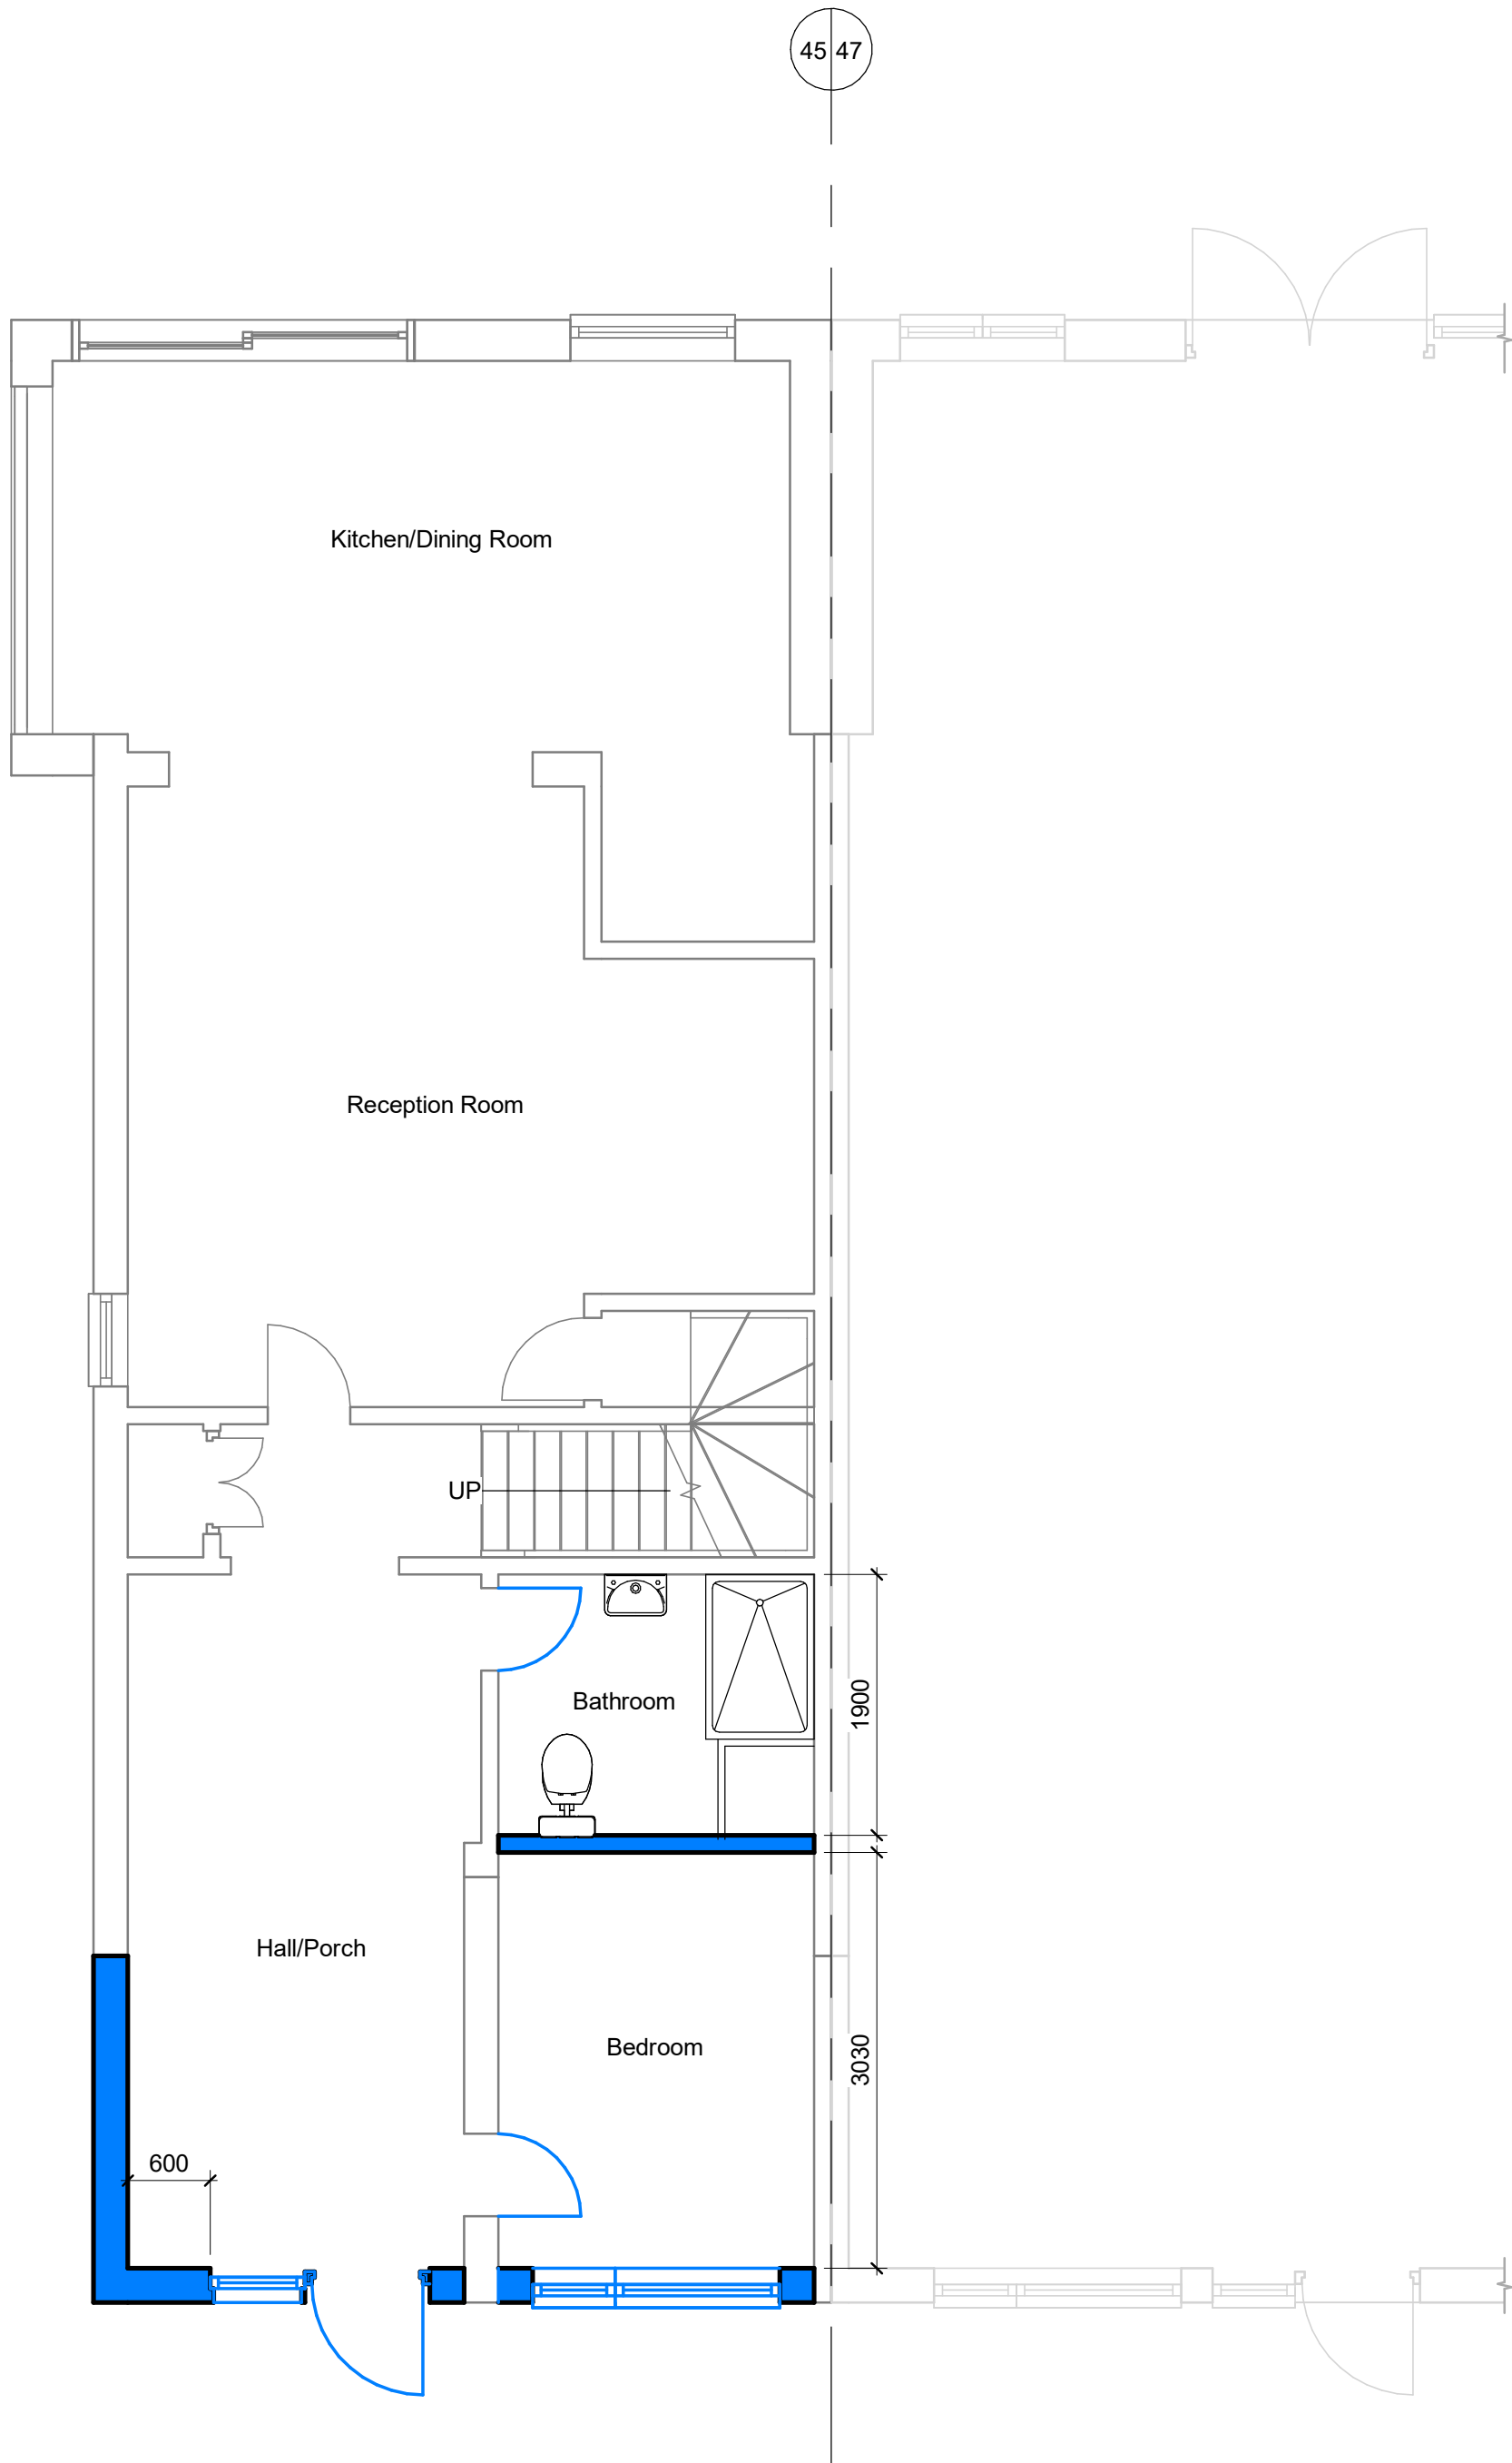 45 47
Kitchen/Dining Room
Reception Room
UP
Bathroom
1900
Hall/Porch
Bedroom
3030
600